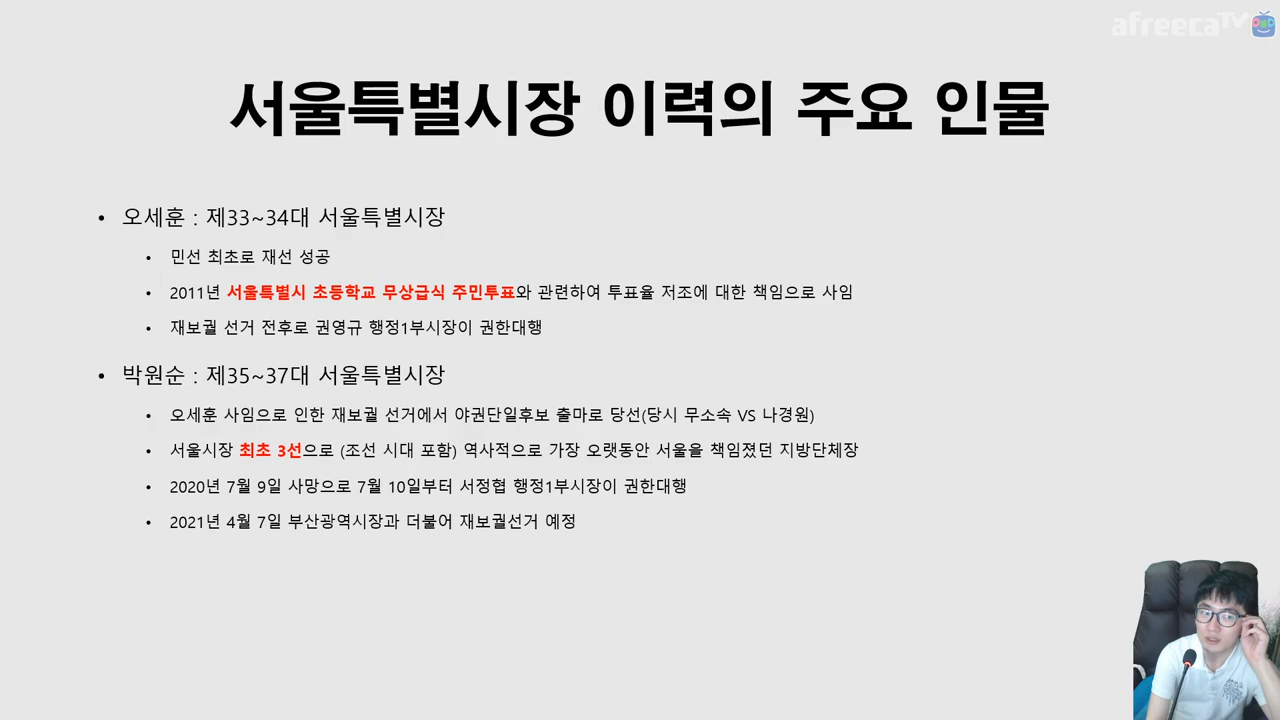 afreecaTV
서울특별시장 이력의 주요 인물
• 오세훈 : 제33~34대 서울특별시장
• 민선 최초로 재선 성공
• 2011년 서울특별시 초등학교 무상급식 주민투표와 관련하여 투표율 저조에 대한 책임으로 사임
• 재보궐 선거 전후로 권영규 행정1부시장이 권한대행
• 박원순 : 제35~37대 서울특별시장
• 오세훈 사임으로 인한 재보궐 선거에서 야권단일후보 출마로 당선(당시 무소속 VS 나경원)
• 서울시장 최초 3선으로 (조선 시대 포함) 역사적으로 가장 오랫동안 서울을 책임졌던 지방단체장
• 2020년 7월 9일 사망으로 7월 10일부터 서정협 행정1부시장이 권한대행
• 2021년 4월 7일 부산광역시장과 더불어 재보궐선거 예정